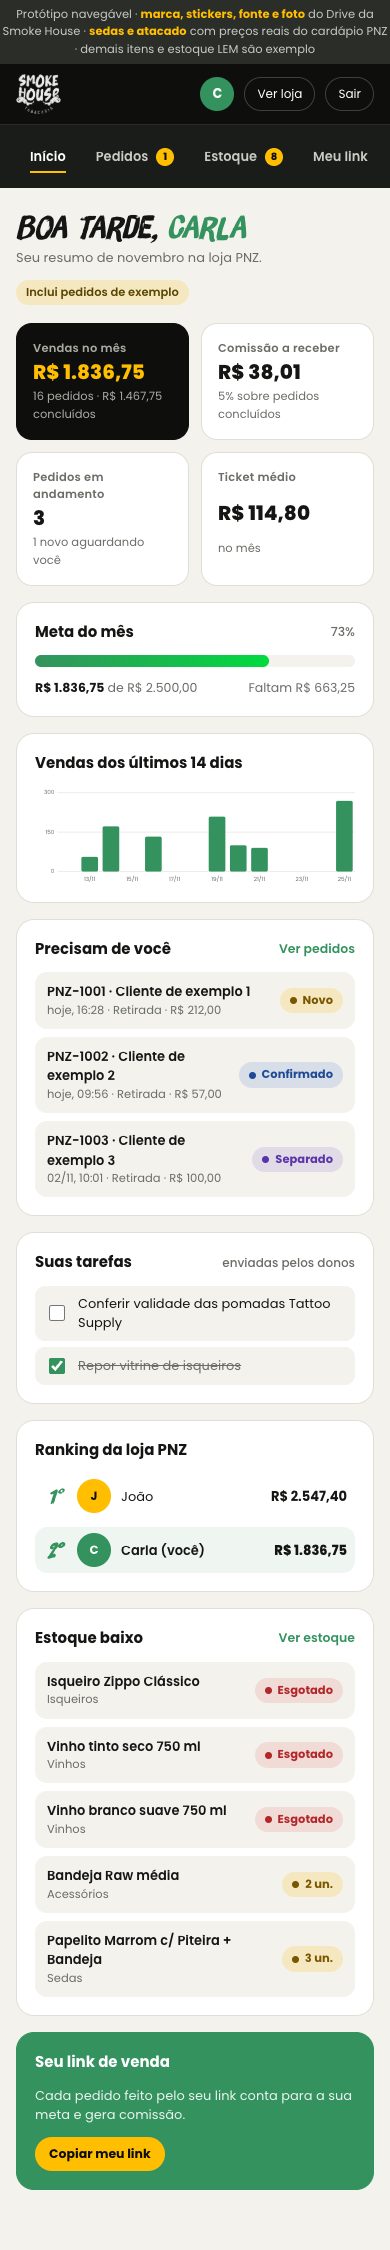 Protótipo navegável · marca, stickers, fonte e foto do Drive da
Smoke House · sedas e atacado com preços reais do cardápio PNZ
· demais itens e estoque LEM são exemplo
SMOKE
HOUSE
TABACARIA
C
Ver loja
Sair
Início
Pedidos 1
Estoque 8
Meu link
BOA TARDE, CARLA
Seu resumo de novembro na loja PNZ.
Inclui pedidos de exemplo
Vendas no mês
R$ 1.836,75
16 pedidos · R$ 1.467,75
concluídos
Comissão a receber
R$ 38,01
5% sobre pedidos
concluídos
Pedidos em
andamento
3
1 novo aguardando
você
Ticket médio
R$ 114,80
no mês
Meta do mês
73%
R$ 1.836,75 de R$ 2.500,00
Faltam R$ 663,25
Vendas dos últimos 14 dias
300
150
0
13/11
15/11
17/11
19/11
21/11
23/11
25/11
Precisam de você
Ver pedidos
PNZ-1001 · Cliente de exemplo 1
hoje, 16:28 · Retirada · R$ 212,00
Novo
PNZ-1002 · Cliente de
exemplo 2
hoje, 09:56 · Retirada · R$ 57,00
Confirmado
PNZ-1003 · Cliente de
exemplo 3
02/11, 10:01 · Retirada · R$ 100,00
Separado
Suas tarefas
enviadas pelos donos
Conferir validade das pomadas Tattoo
Supply
Repor vitrine de isqueiros
Ranking da loja PNZ
1º
J
João
R$ 2.547,40
2º
C
Carla (você)
R$ 1.836,75
Estoque baixo
Ver estoque
Isqueiro Zippo Clássico
Isqueiros
Esgotado
Vinho tinto seco 750 ml
Vinhos
Esgotado
Vinho branco suave 750 ml
Vinhos
Esgotado
Bandeja Raw média
Acessórios
2 un.
Papelito Marrom c/ Piteira +
Bandeja
Sedas
3 un.
Seu link de venda
Cada pedido feito pelo seu link conta para a sua
meta e gera comissão.
Copiar meu link